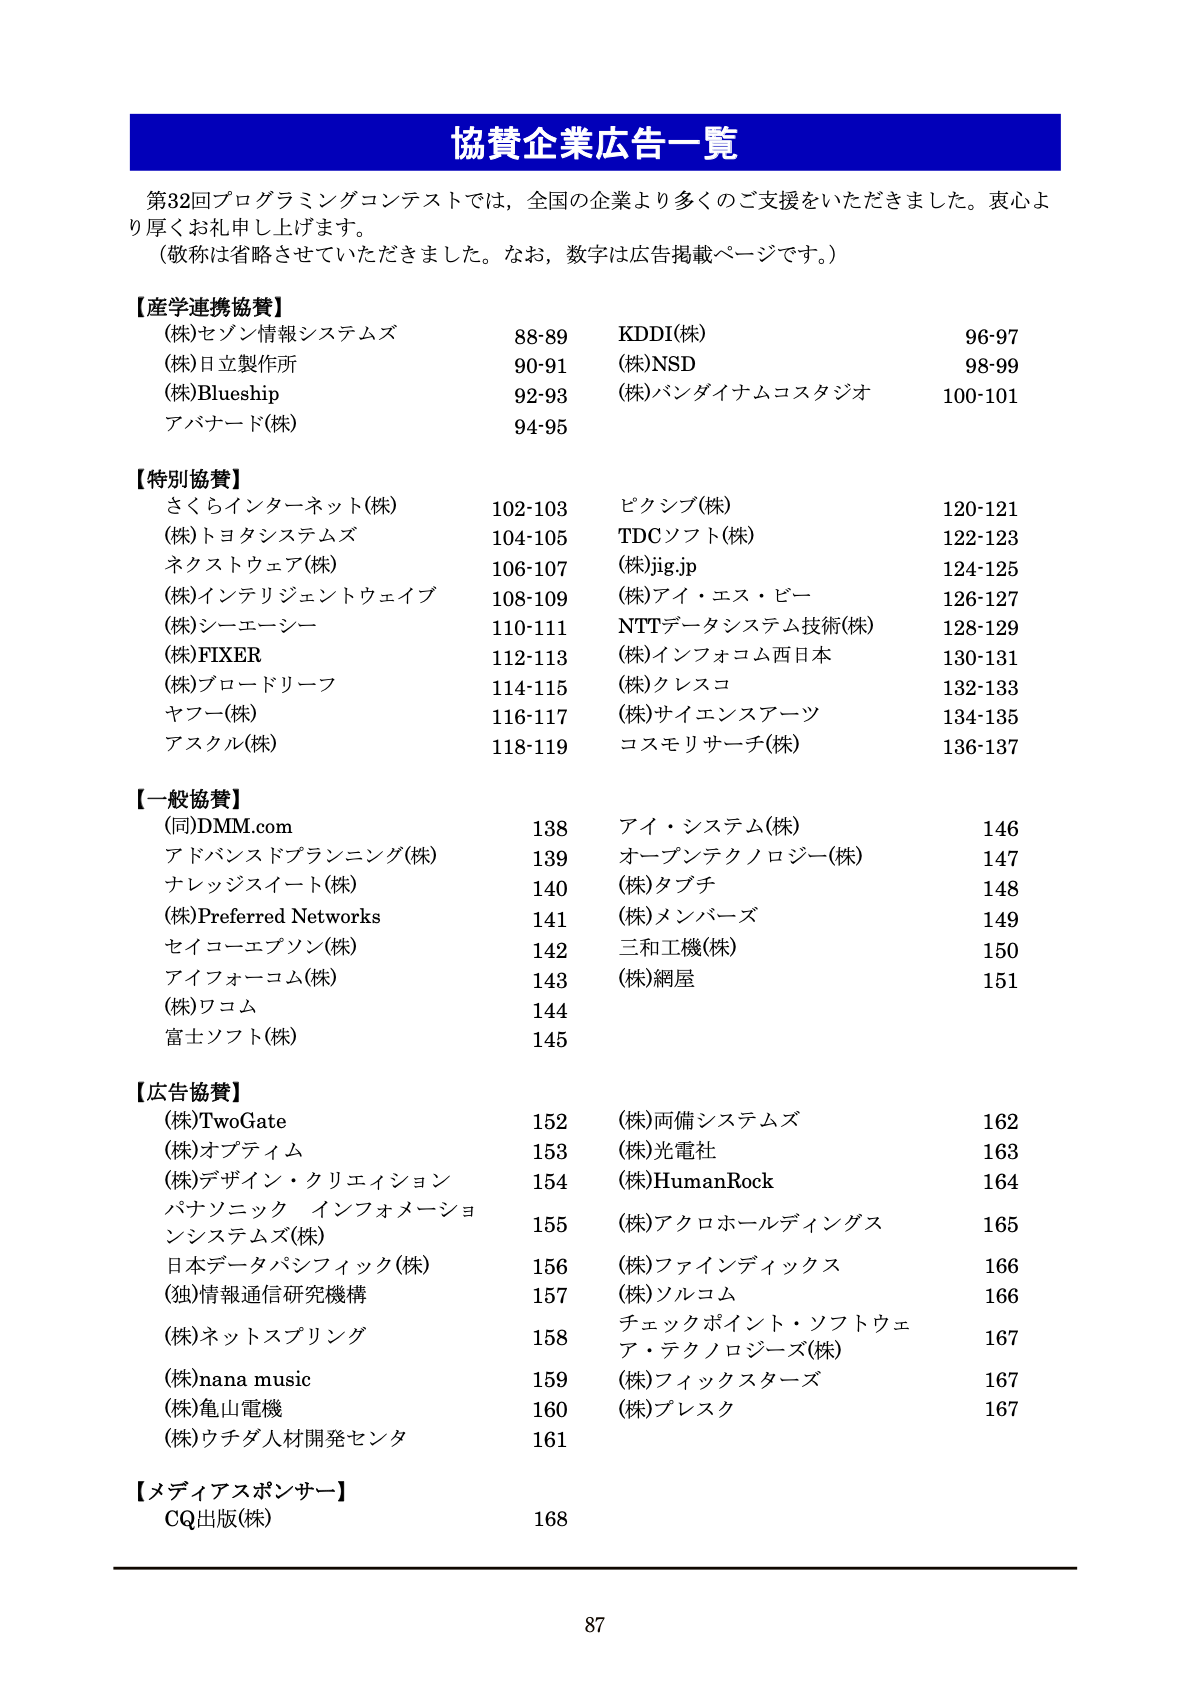 協賛企業広告一覧
第32回プログラミングコンテストでは，全国の企業より多くのご支援をいただきました。衷心よ
り厚くお礼申し上げます。
（敬称は省略させていただきました。なお，数字は広告掲載ページです。）
【産学連携協賛】
(株)セゾン情報システムズ 88-89 KDDI(株) 96-97
(株)日立製作所 90-91 (株)NSD 98-99
(株)Blueship 92-93 (株)バンダイナムコスタジオ 100-101
アバナード(株) 94-95
【特別協賛】
さくらインターネット(株) 102-103 ピクシブ(株) 120-121
(株)トヨタシステムズ 104-105 TDCソフト(株) 122-123
ネクストウェア(株) 106-107 (株)jig.jp 124-125
(株)インテリジェントウェイブ 108-109 (株)アイ・エス・ビー 126-127
(株)シーエーシー 110-111 NTTデータシステム技術(株) 128-129
(株)FIXER 112-113 (株)インフォコム西日本 130-131
(株)ブロードリーフ 114-115 (株)クレスコ 132-133
ヤフー(株) 116-117 (株)サイエンスアーツ 134-135
アスクル(株) 118-119 コスモリサーチ(株) 136-137
【一般協賛】
(同)DMM.com 138 アイ・システム(株) 146
アドバンスドプランニング(株) 139 オープンテクノロジー(株) 147
ナレッジスイート(株) 140 (株)タブチ 148
(株)Preferred Networks 141 (株)メンバーズ 149
セイコーエプソン(株) 142 三和工機(株) 150
アイフォーコム(株) 143 (株)網屋 151
(株)ワコム 144
富士ソフト(株) 145
【広告協賛】
(株)TwoGate 152 (株)両備システムズ 162
(株)オプティム 153 (株)光電社 163
(株)デザイン・クリエィション 154 (株)HumanRock 164
パナソニック　インフォメーショ
ンシステムズ(株) 155 (株)アクロホールディングス 165
日本データパシフィック(株) 156 (株)ファインディックス 166
(独)情報通信研究機構 157 (株)ソルコム 166
(株)ネットスプリング 158 チェックポイント・ソフトウェ
ア・テクノロジーズ(株) 167
(株)nana music 159 (株)フィックスターズ 167
(株)亀山電機 160 (株)プレスク 167
(株)ウチダ人材開発センタ 161
【メディアスポンサー】
CQ出版(株) 168
87